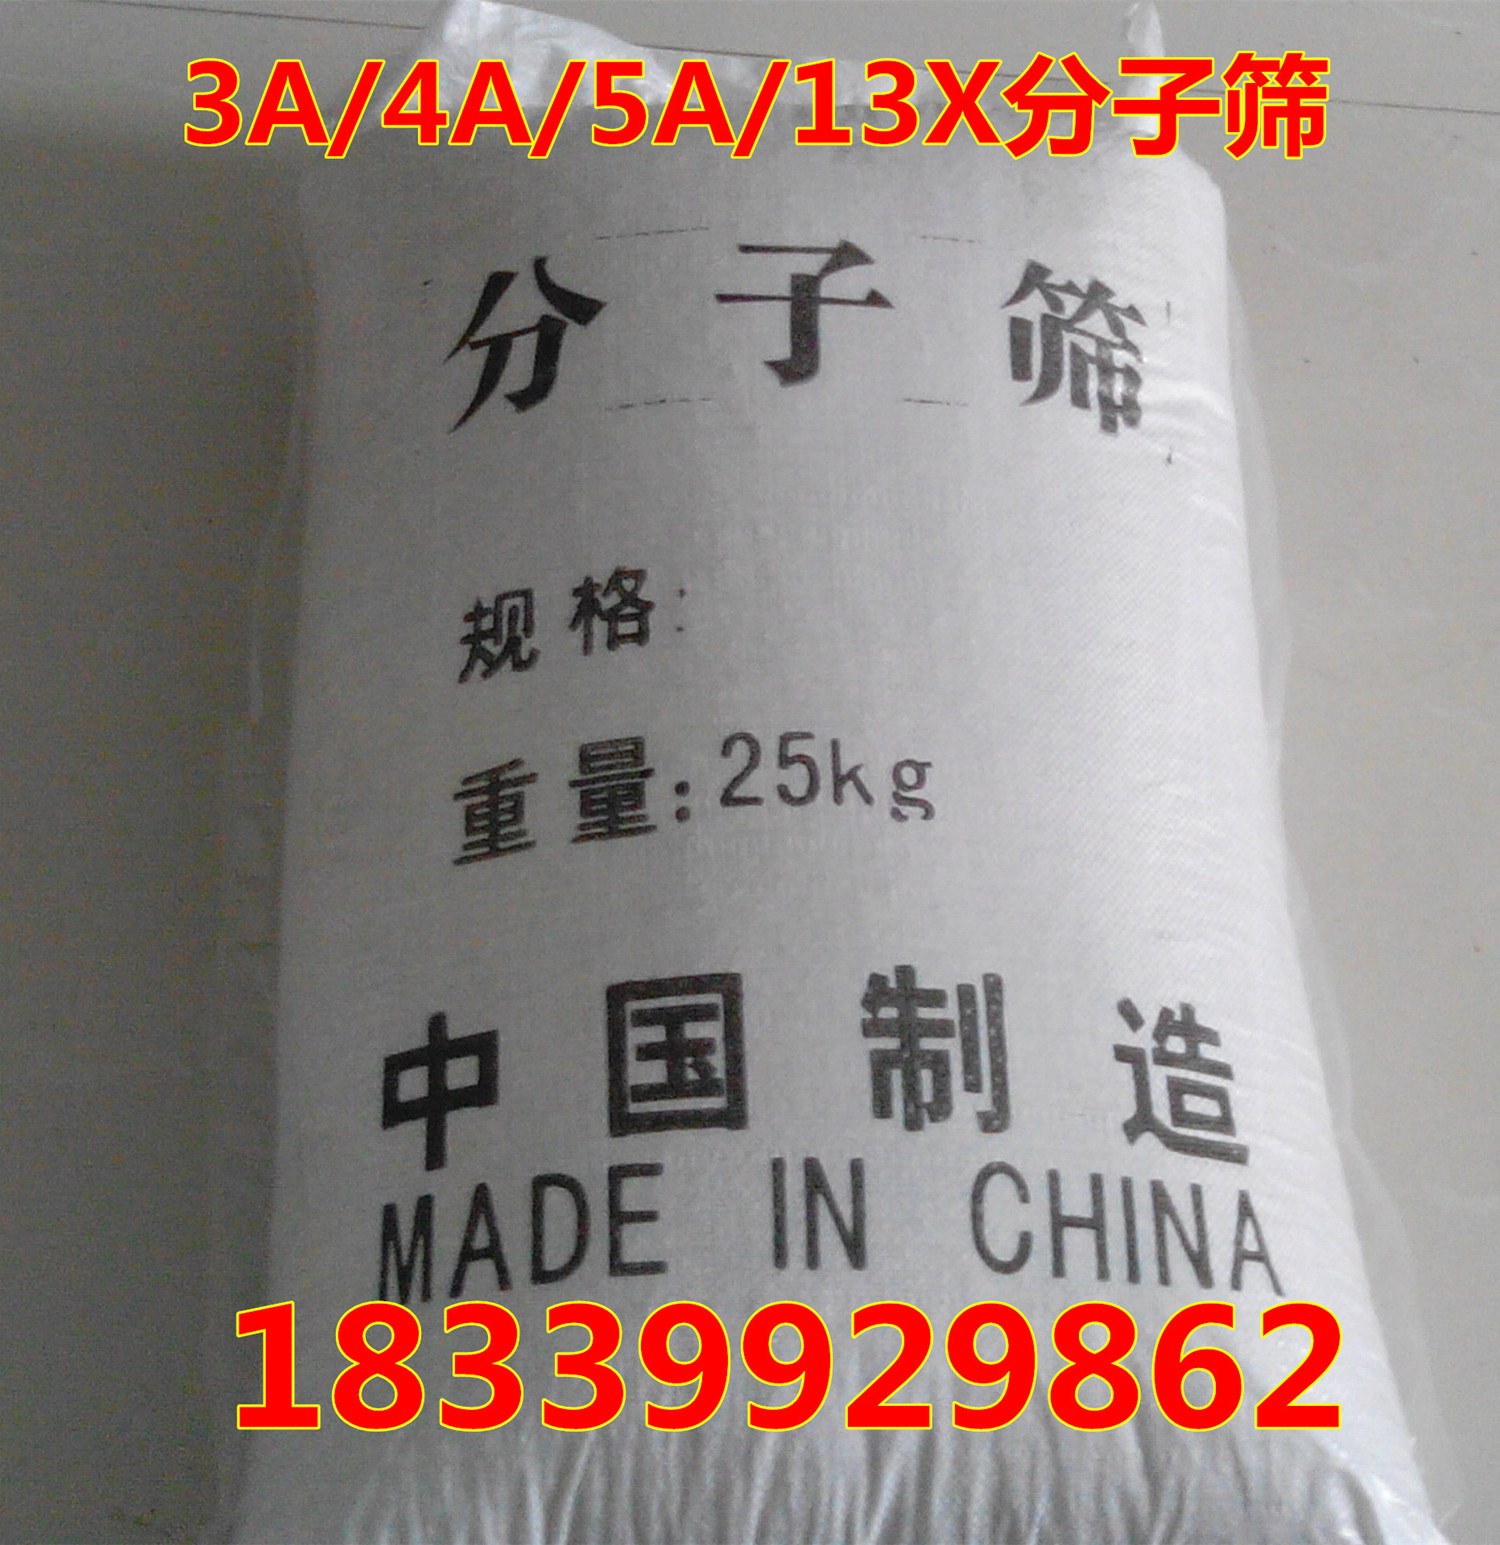 3A/4A/5A/13X分子筛
分子筛
规格:
重量:25kg
中国制造
MADE IN CHINA
18339929862